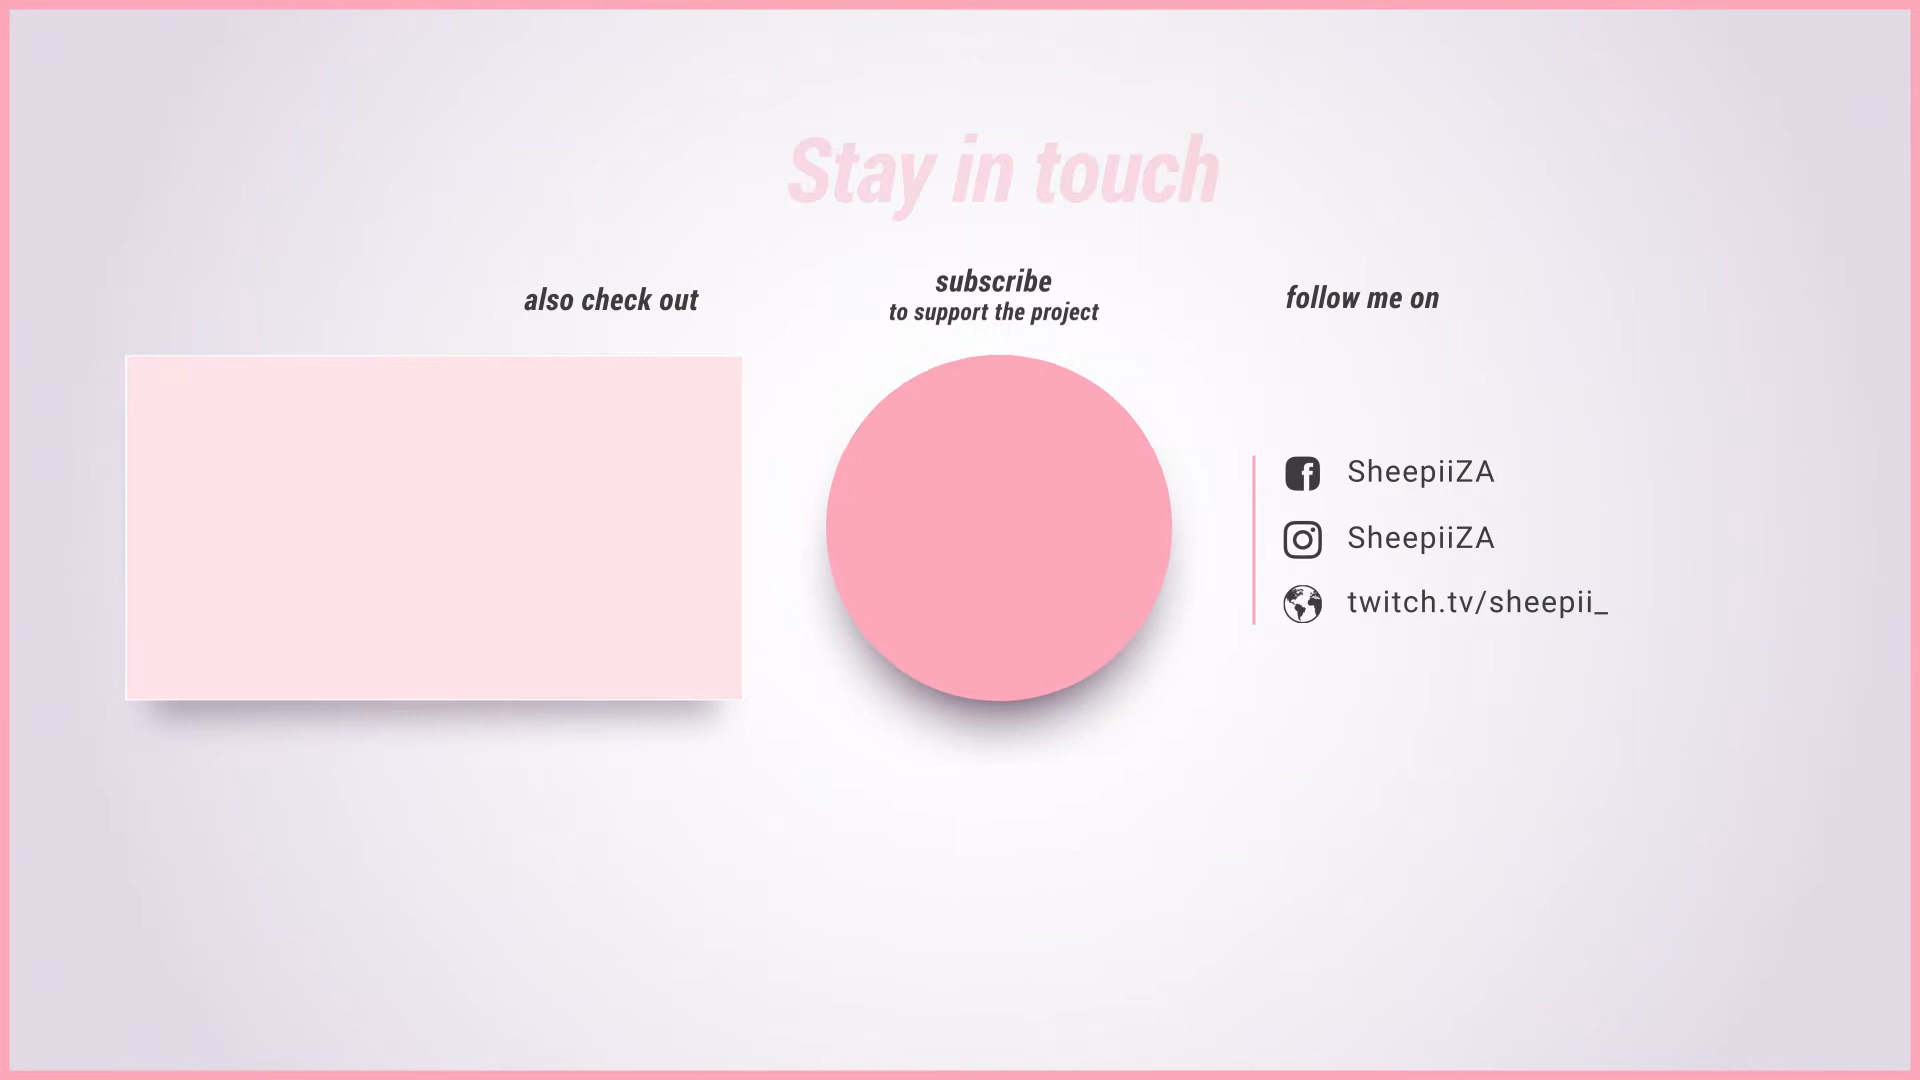 Stay in touch
also check out
subscribe
to support the project
follow me on
SheepiiZA
SheepiiZA
twitch.tv/sheepii_